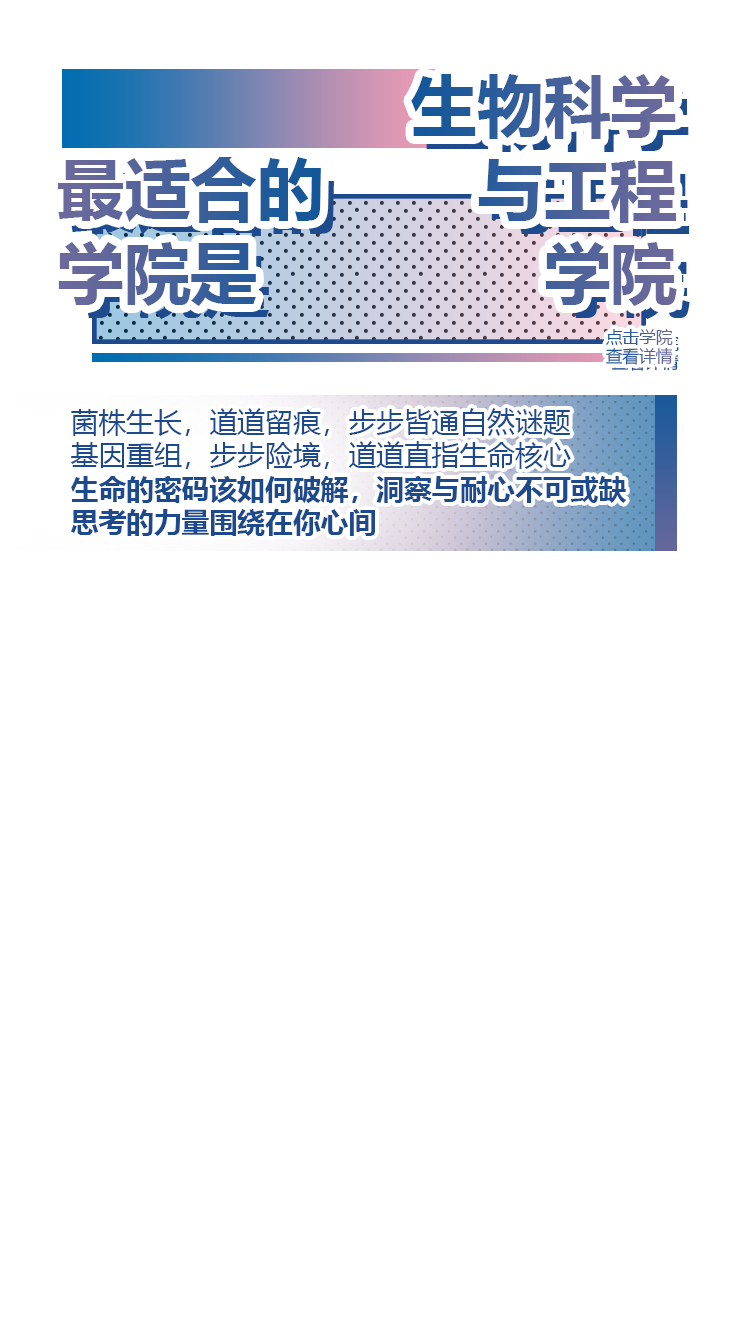 最适合的
学院是
生物科学
与工程
学院
点击学院
查看详情
菌株生长，道道留痕，步步皆通自然谜题
基因重组，步步险境，道道直指生命核心
生命的密码该如何破解，洞察与耐心不可或缺
思考的力量围绕在你心间